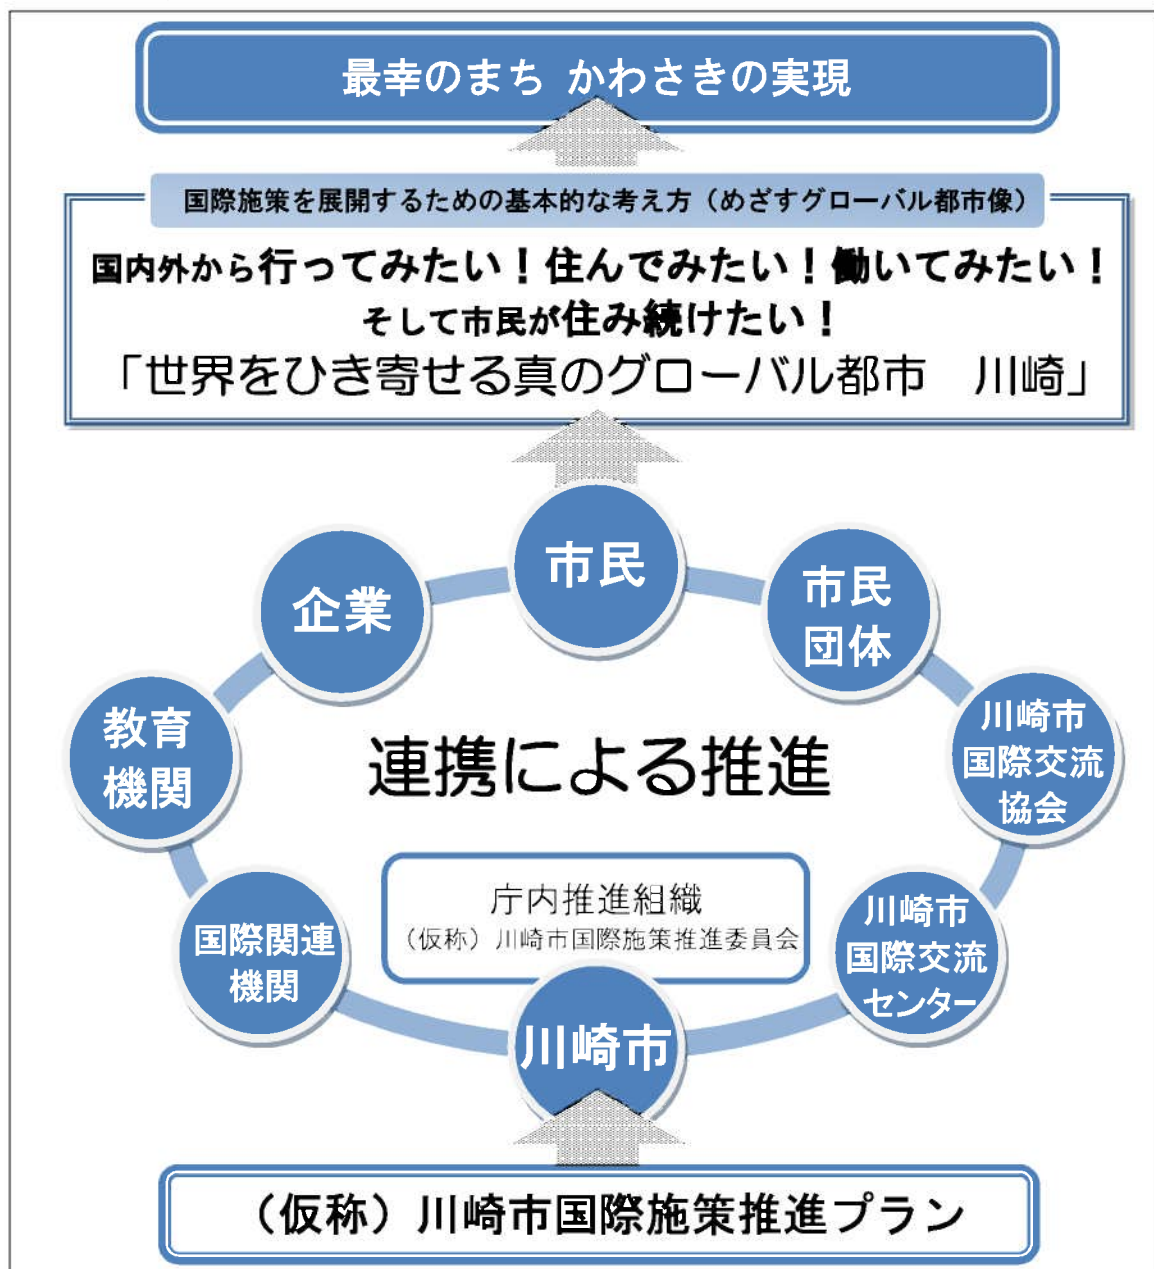 最幸のまち かわさきの実現
国際施策を展開するための基本的な考え方（めざすグローバル都市像）
国内外から行ってみたい！住んでみたい！働いてみたい！
そして市民が住み続けたい！
「世界をひき寄せる真のグローバル都市　川崎」
市民
企業
市民
団体
教育
機関
川崎市
国際交流
協会
連携による推進
庁内推進組織
（仮称）川崎市国際施策推進委員会
国際関連
機関
川崎市
国際交流
センター
川崎市
（仮称）川崎市国際施策推進プラン